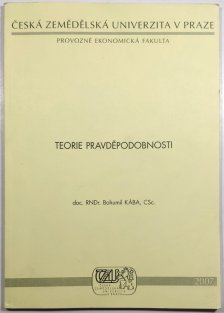 ČESKÁ ZEMĚDĚLSKÁ UNIVERZITA V PRAZE
PROVOZNĚ EKONOMICKÁ FAKULTA
TEORIE PRAVDĚPODOBNOSTI
doc. RNDr. Bohumil KÁBA, CSc.
2007